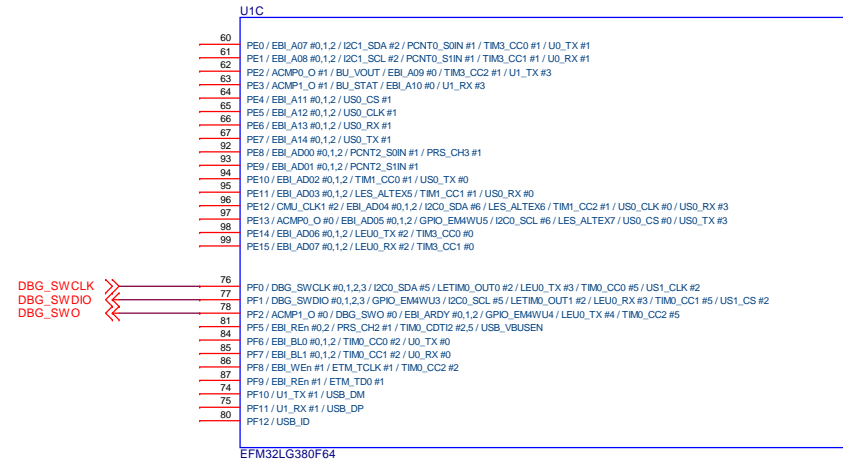 U1C
60 PE0 / EBI_A07 #0,1,2 / I2C1_SDA #2 / PCNT0_S0IN #1 / TIM3_CC0 #1 / U0_TX #1
61 PE1 / EBI_A08 #0,1,2 / I2C1_SCL #2 / PCNT0_S1IN #1 / TIM3_CC1 #1 / U0_RX #1
62 PE2 / ACMP0_O #1 / BU_VOUT / EBI_A09 #0 / TIM3_CC2 #1 / U1_TX #3
63 PE3 / ACMP1_O #1 / BU_STAT / EBI_A10 #0 / U1_RX #3
64 PE4 / EBI_A11 #0,1,2 / US0_CS #1
65 PE5 / EBI_A12 #0,1,2 / US0_CLK #1
66 PE6 / EBI_A13 #0,1,2 / US0_RX #1
67 PE7 / EBI_A14 #0,1,2 / US0_TX #1
92 PE8 / EBI_AD00 #0,1,2 / PCNT2_S0IN #1 / PRS_CH3 #1
93 PE9 / EBI_AD01 #0,1,2 / PCNT2_S1IN #1
94 PE10 / EBI_AD02 #0,1,2 / TIM1_CC0 #1 / US0_TX #0
95 PE11 / EBI_AD03 #0,1,2 / LES_ALTEX5 / TIM1_CC1 #1 / US0_RX #0
96 PE12 / CMU_CLK1 #2 / EBI_AD04 #0,1,2 / I2C0_SDA #6 / LES_ALTEX6 / TIM1_CC2 #1 / US0_CLK #0 / US0_RX #3
97 PE13 / ACMP0_O #0 / EBI_AD05 #0,1,2 / GPIO_EM4WU5 / I2C0_SCL #6 / LES_ALTEX7 / US0_CS #0 / US0_TX #3
98 PE14 / EBI_AD06 #0,1,2 / LEU0_TX #2 / TIM3_CC0 #0
99 PE15 / EBI_AD07 #0,1,2 / LEU0_RX #2 / TIM3_CC1 #0
DBG_SWCLK 76 PF0 / DBG_SWCLK #0,1,2,3 / I2C0_SDA #5 / LETIM0_OUT0 #2 / LEU0_TX #3 / TIM0_CC0 #5 / US1_CLK #2
DBG_SWDIO 77 PF1 / DBG_SWDIO #0,1,2,3 / GPIO_EM4WU3 / I2C0_SCL #5 / LETIM0_OUT1 #2 / LEU0_RX #3 / TIM0_CC1 #5 / US1_CS #2
DBG_SWO 78 PF2 / ACMP1_O #0 / DBG_SWO #0 / EBI_ARDY #0,1,2 / GPIO_EM4WU4 / LEU0_TX #4 / TIM0_CC2 #5
81 PF5 / EBI_REn #0,2 / PRS_CH2 #1 / TIM0_CDTI2 #2,5 / USB_VBUSEN
84 PF6 / EBI_BL0 #0,1,2 / TIM0_CC0 #2 / U0_TX #0
85 PF7 / EBI_BL1 #0,1,2 / TIM0_CC1 #2 / U0_RX #0
86 PF8 / EBI_WEn #1 / ETM_TCLK #1 / TIM0_CC2 #2
87 PF9 / EBI_REn #1 / ETM_TD0 #1
74 PF10 / U1_TX #1 / USB_DM
75 PF11 / U1_RX #1 / USB_DP
80 PF12 / USB_ID
EFM32LG380F64